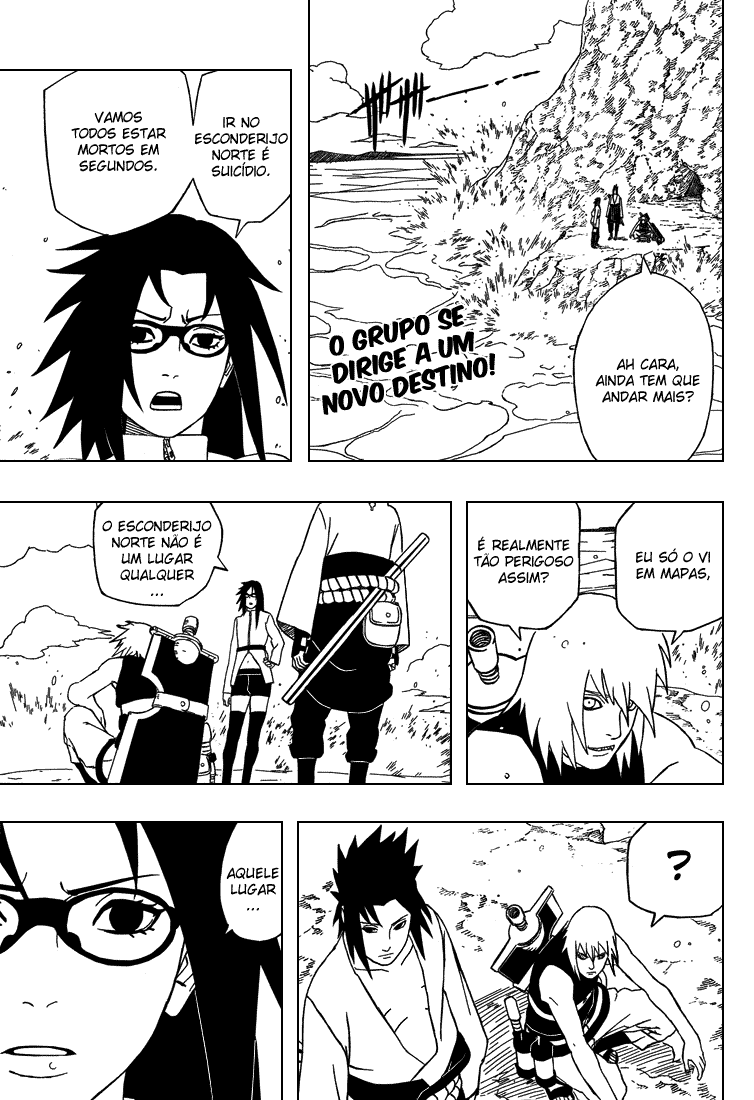 O GRUPO SE
DIRIGE A UM
NOVO DESTINO!
AH CARA,
AINDA TEM QUE
ANDAR MAIS?
IR NO
ESCONDERIJO
NORTE É
SUICÍDIO.
VAMOS
TODOS ESTAR
MORTOS EM
SEGUNDOS.
EU SÓ O VI
EM MAPAS,
É REALMENTE
TÃO PERIGOSO
ASSIM?
O ESCONDERIJO
NORTE NÃO É
UM LUGAR
QUALQUER
...
?
AQUELE
LUGAR
...